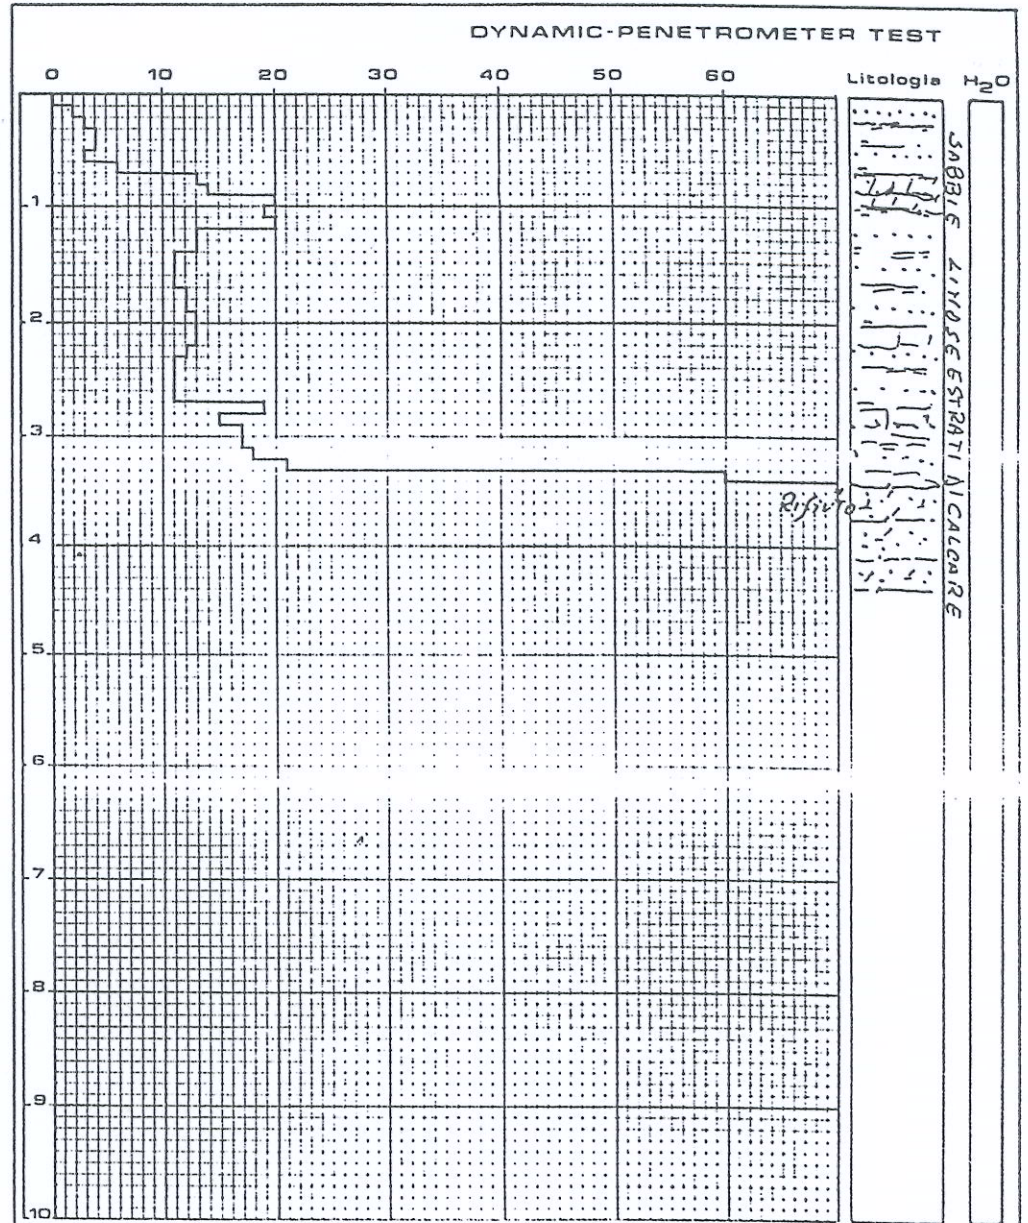 DYNAMIC-PENETROMETER TEST
0 10 20 30 40 50 60 Litologia H2O
.1
.2
.3
Rifiuto
4
.5
.6
.7
.8
.9
.10
SABBIE LIMOSE E STRATI DI CALCARE